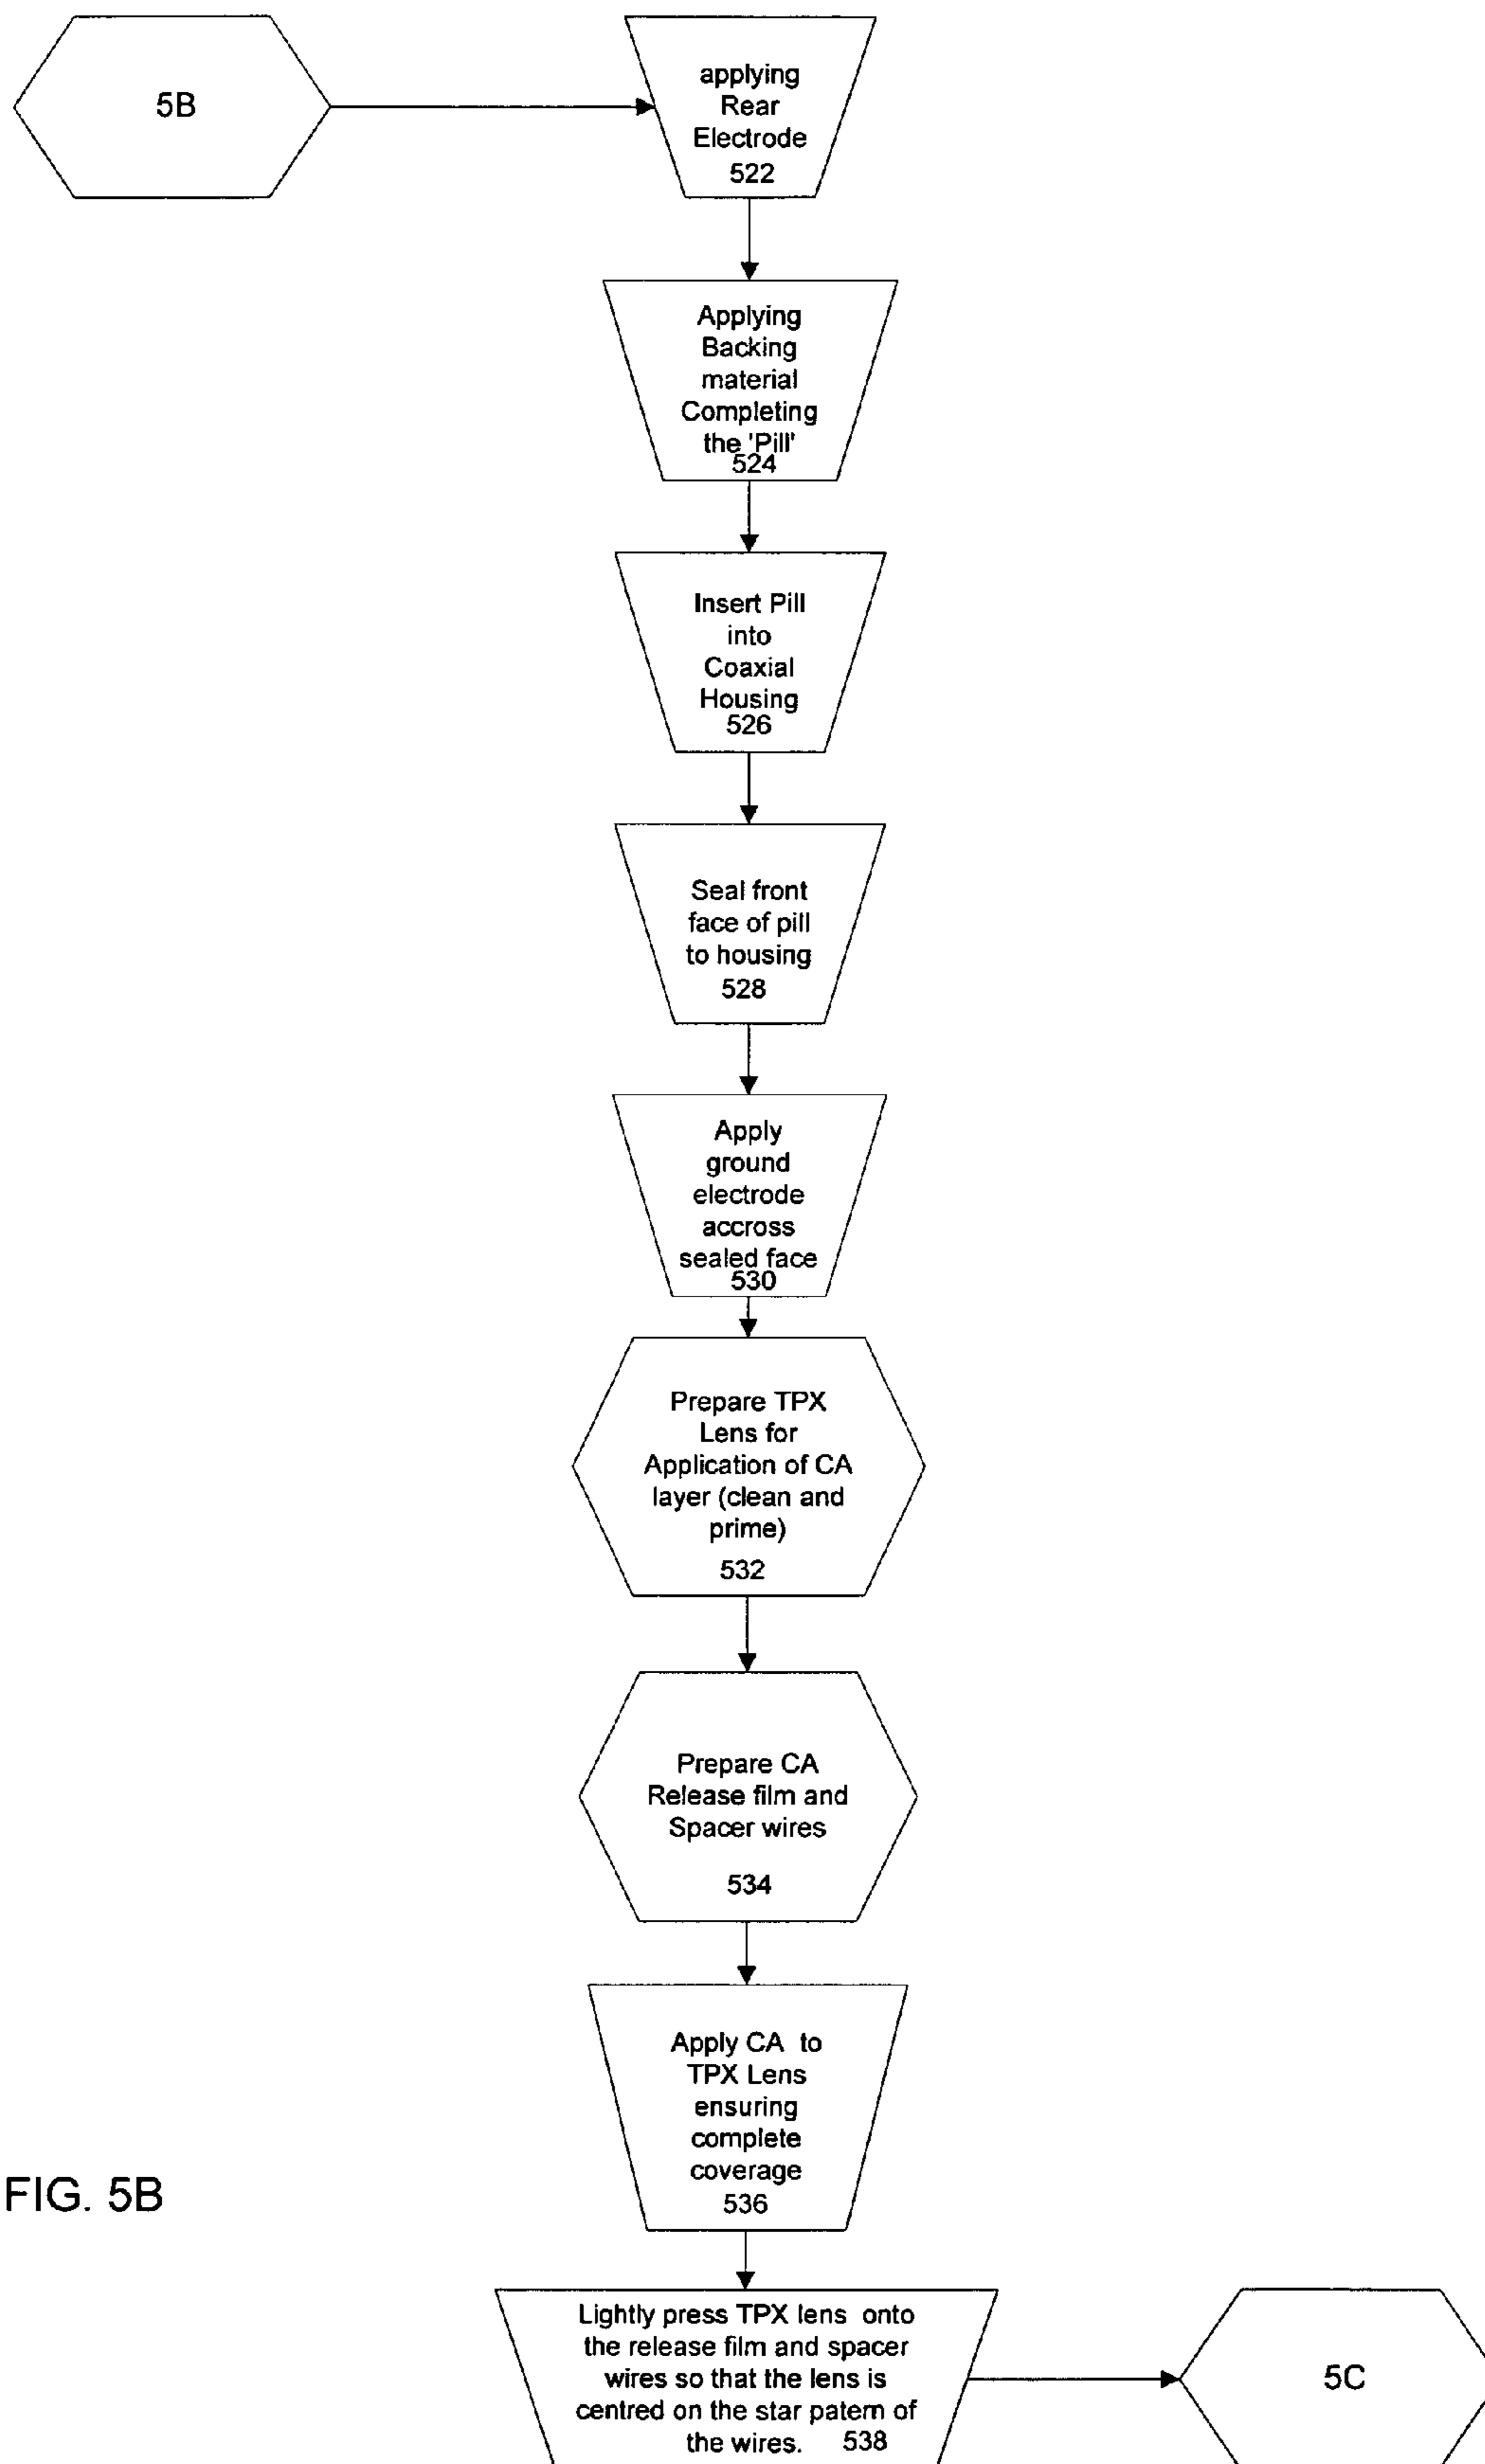 5B
applying
Rear
Electrode
522
Applying
Backing
material
Completing
the 'Pill'
524
Insert Pill
into
Coaxial
Housing
526
Seal front
face of pill
to housing
528
Apply
ground
electrode
accross
sealed face
530
Prepare TPX
Lens for
Application of CA
layer (clean and
prime)
532
Prepare CA
Release film and
Spacer wires
534
Apply CA to
TPX Lens
ensuring
complete
coverage
536
FIG. 5B
Lightly press TPX lens onto
the release film and spacer
wires so that the lens is
centred on the star patern of
the wires. 538
5C